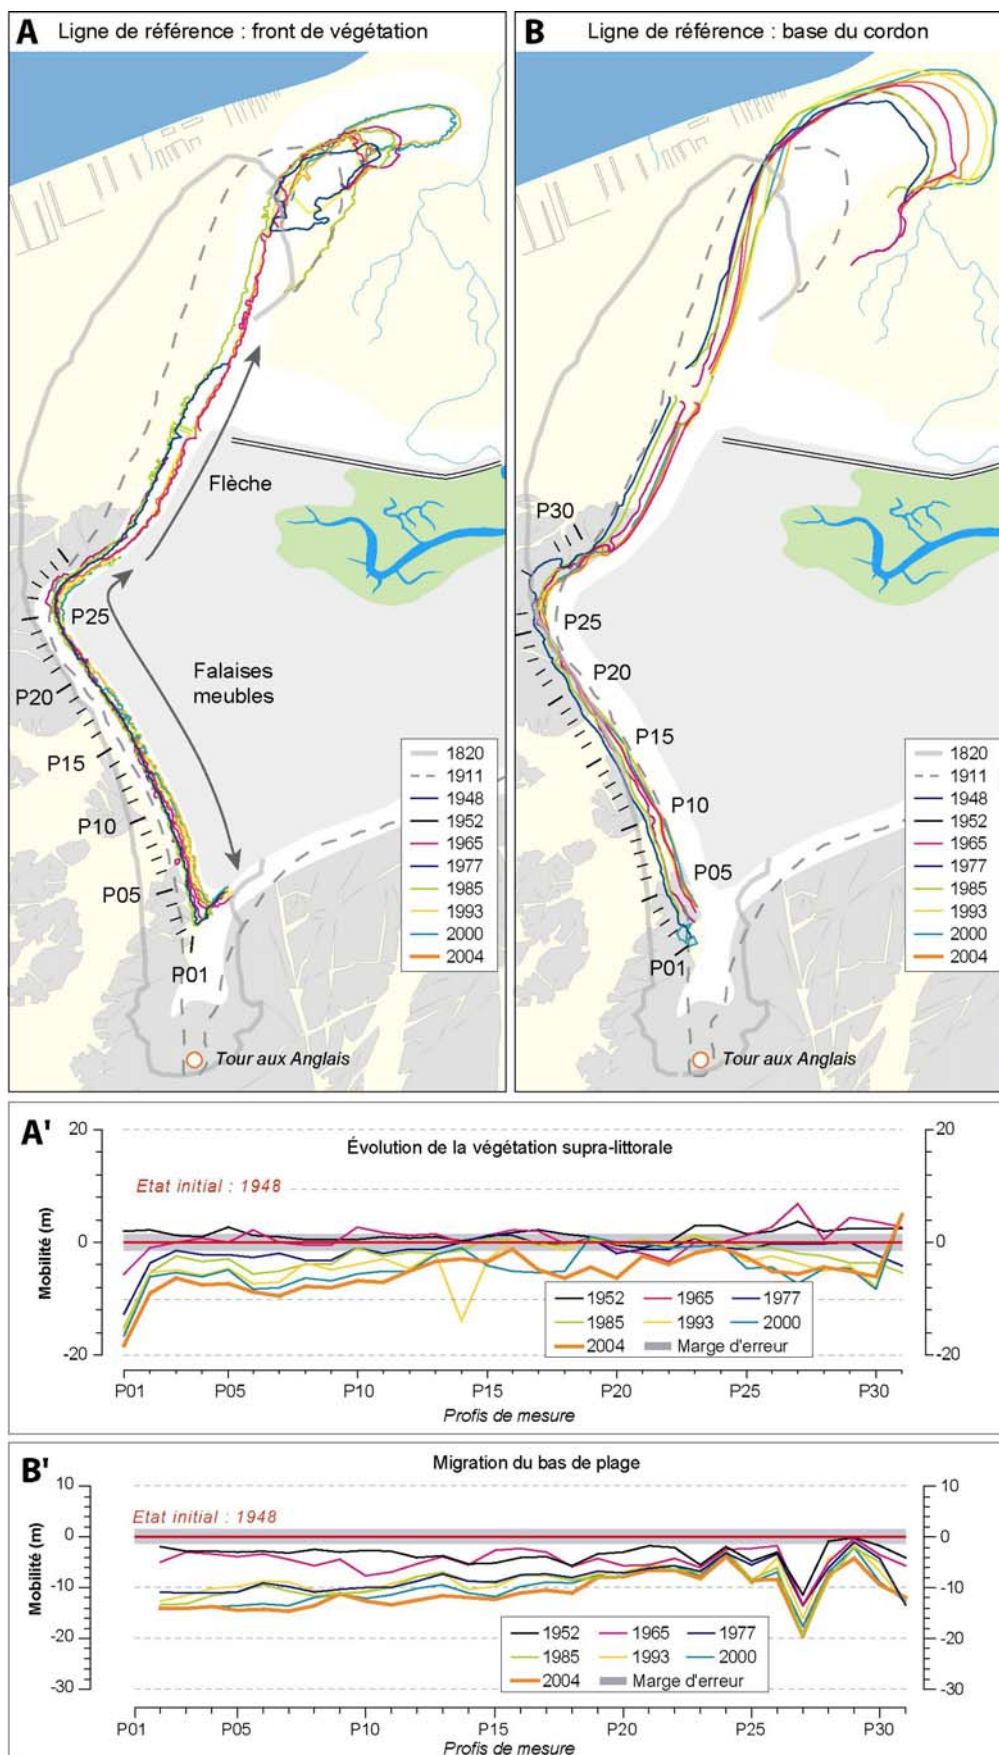 A Ligne de référence : front de végétation
Flèche
Falaises
meubles
P25
P20
P15
P10
P05
P01
Tour aux Anglais
1820
1911
1948
1952
1965
1977
1985
1993
2000
2004
B Ligne de référence : base du cordon
P30
P25
P20
P15
P10
P05
P01
Tour aux Anglais
1820
1911
1948
1952
1965
1977
1985
1993
2000
2004
A'
Évolution de la végétation supra-littorale
Etat initial : 1948
Mobilité (m)
20
0
-20
20
0
-20
1952 1965 1977
1985 1993 2000
2004 Marge d'erreur
P01 P05 P10 P15 P20 P25 P30
Profis de mesure
B'
Migration du bas de plage
Etat initial : 1948
Mobilité (m)
10
0
-10
-20
-30
10
0
-10
-20
-30
1952 1965 1977
1985 1993 2000
2004 Marge d'erreur
P01 P05 P10 P15 P20 P25 P30
Profis de mesure